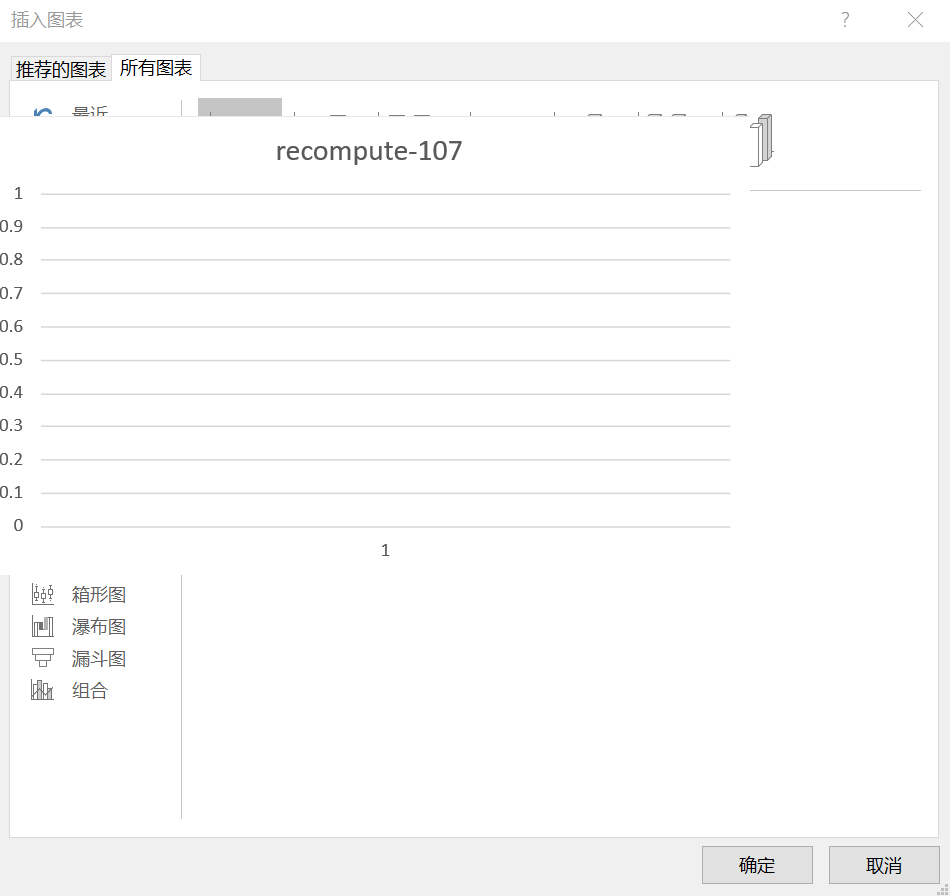 插入图表
?
推荐的图表 所有图表
最近
recompute-107
1
0.9
0.8
0.7
0.6
0.5
0.4
0.3
0.2
0.1
0
1
箱形图
瀑布图
漏斗图
组合
确定 取消